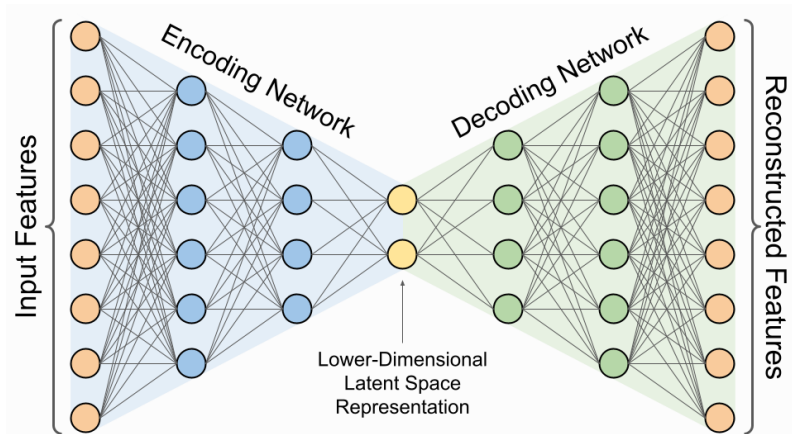 Encoding Network
Decoding Network
Input Features
Reconstructed Features
Lower-Dimensional
Latent Space
Representation